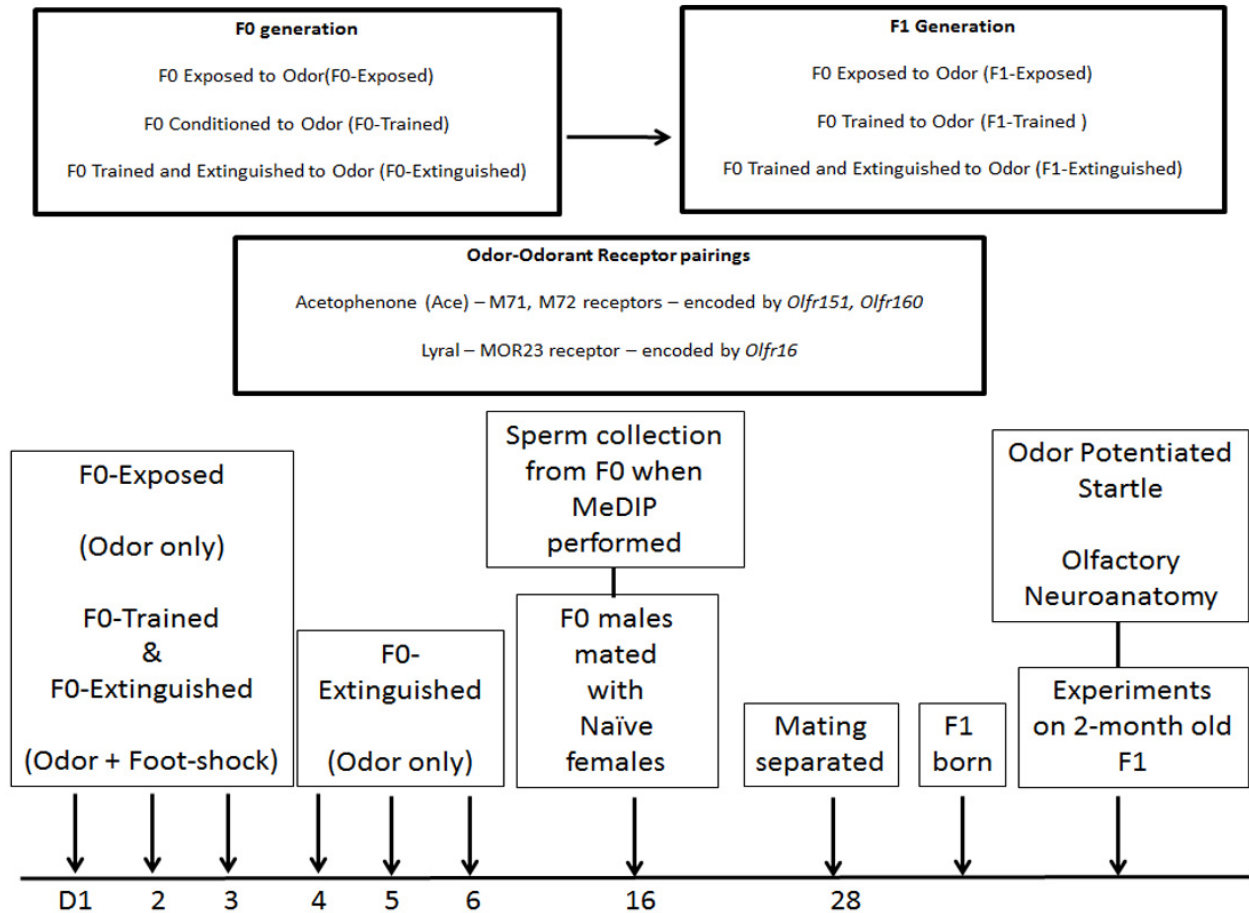 F0 generation
F0 Exposed to Odor(F0-Exposed)
F0 Conditioned to Odor (F0-Trained)
F0 Trained and Extinguished to Odor (F0-Extinguished)
F1 Generation
F0 Exposed to Odor (F1-Exposed)
F0 Trained to Odor (F1-Trained )
F0 Trained and Extinguished to Odor (F1-Extinguished)
Odor-Odorant Receptor pairings
Acetophenone (Ace) – M71, M72 receptors – encoded by Olfr151, Olfr160
Lyral – MOR23 receptor – encoded by Olfr16
F0-Exposed
(Odor only)
F0-Trained
&
F0-Extinguished
(Odor + Foot-shock)
F0-
Extinguished
(Odor only)
Sperm collection
from F0 when
MeDIP
performed
F0 males
mated
with
Naïve
females
Mating
separated
F1
born
Odor Potentiated
Startle
Olfactory
Neuroanatomy
Experiments
on 2-month old
F1
D1 2 3 4 5 6 16 28